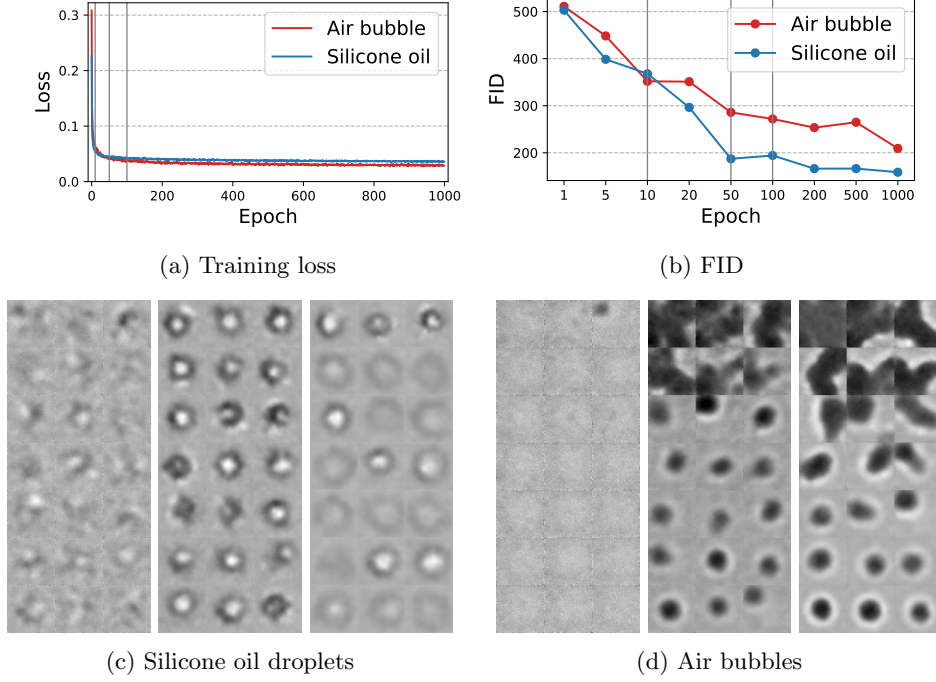 0.3
0.2
0.1
0.0
Loss
Air bubble
Silicone oil
0 200 400 600 800 1000
Epoch
500
400
300
200
FID
Air bubble
Silicone oil
1 5 10 20 50 100 200 500 1000
Epoch
(a) Training loss
(b) FID
(c) Silicone oil droplets
(d) Air bubbles